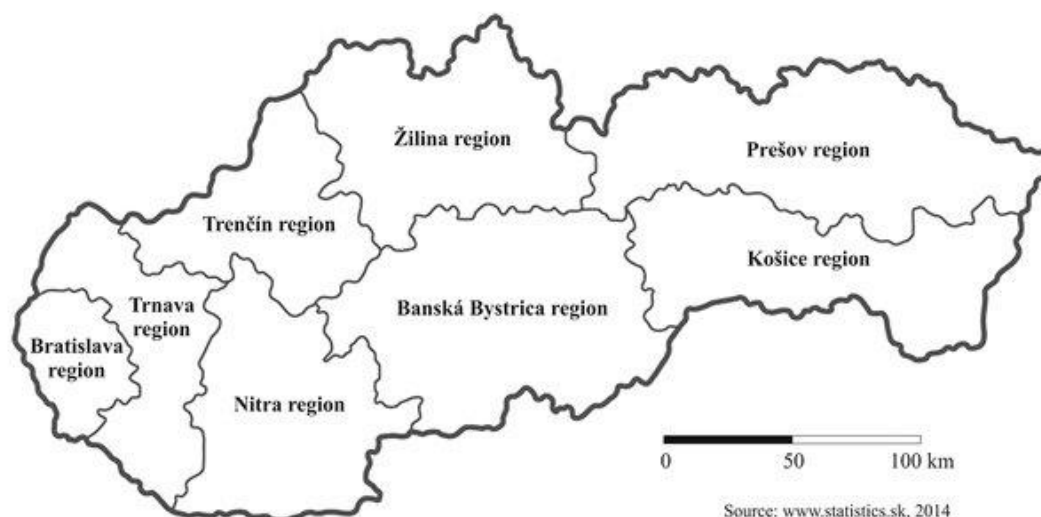 Žilina region
Prešov region
Trenčín region
Košice region
Trnava
region
Banská Bystrica region
Bratislava
region
Nitra region
0 50 100 km
Source: www.statistics.sk, 2014